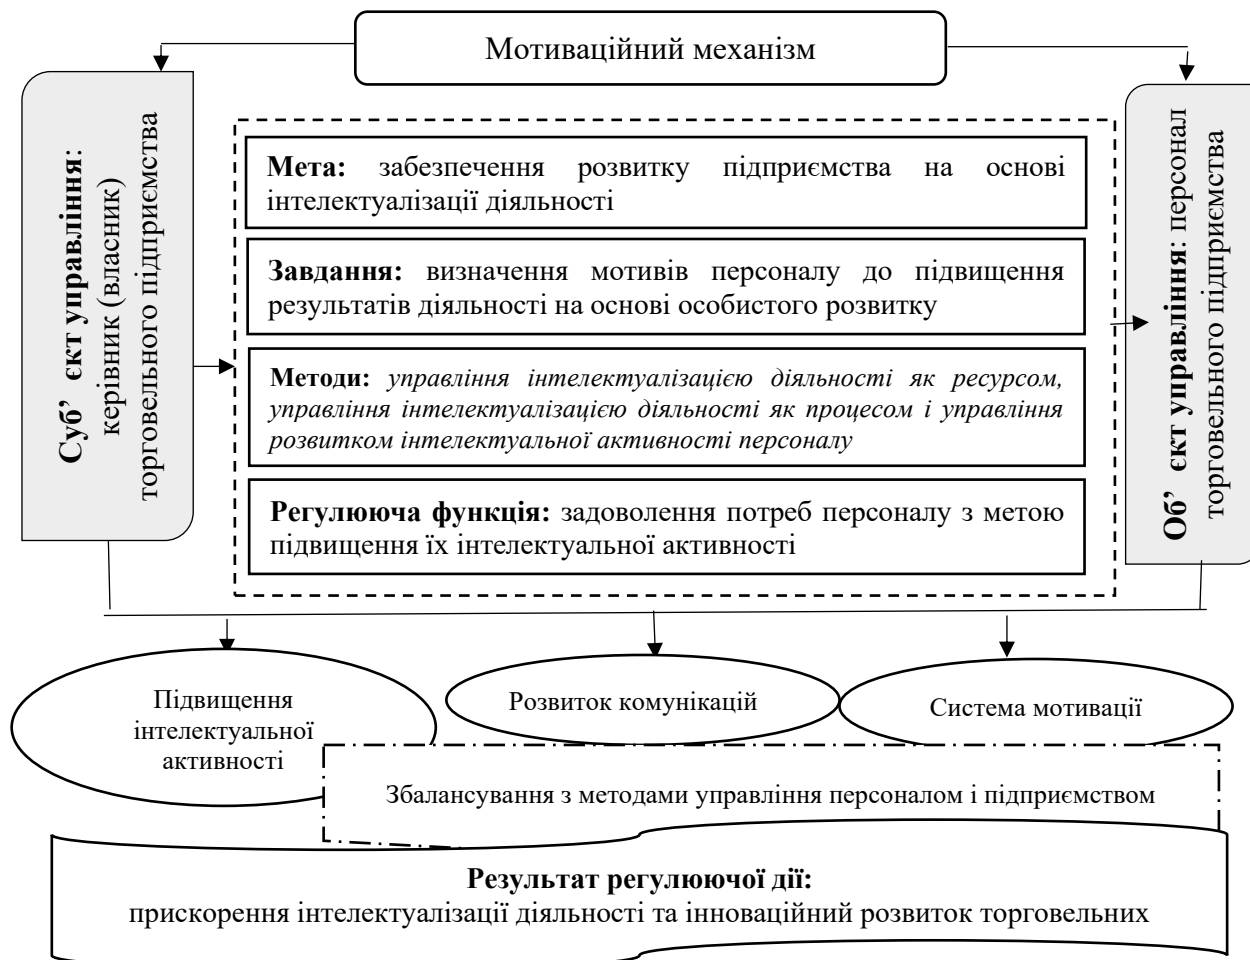 Мотиваційний механізм
Суб’ єкт управління:
керівник (власник
торговельного підприємства
Мета: забезпечення розвитку підприємства на основі
інтелектуалізації діяльності
Завдання: визначення мотивів персоналу до підвищення
результатів діяльності на основі особистого розвитку
Методи: управління інтелектуалізацією діяльності як ресурсом,
управління інтелектуалізацією діяльності як процесом і управління
розвитком інтелектуальної активності персоналу
Регулююча функція: задоволення потреб персоналу з метою
підвищення їх інтелектуальної активності
Об’ єкт управління: персонал
торговельного підприємства
Підвищення
інтелектуальної
активності
Розвиток комунікацій
Система мотивації
Збалансування з методами управління персоналом і підприємством
Результат регулюючої дії:
прискорення інтелектуалізації діяльності та інноваційний розвиток торговельних